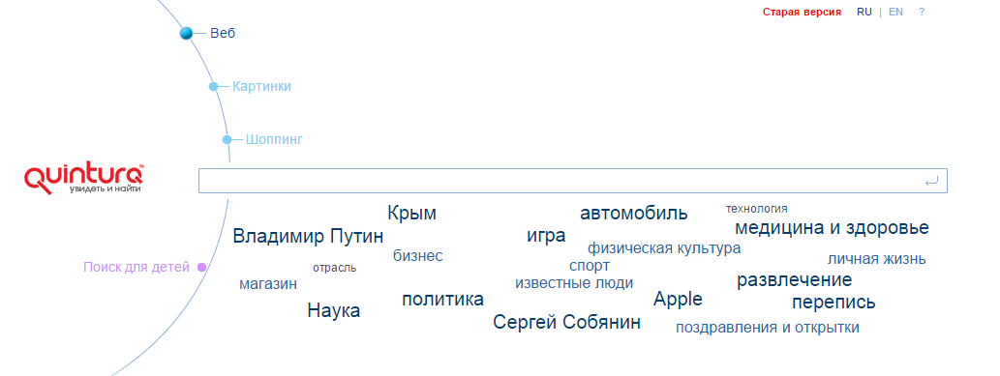 Старая версия RU | EN ?
Веб
Картинки
Шоппинг
quintura
увидеть и найти
Крым
автомобиль
технология
Владимир Путин
игра
медицина и здоровье
физическая культура
бизнес
спорт
личная жизнь
Поиск для детей
отрасль
магазин
известные люди
развлечение
политика
Apple
перепись
Наука
Сергей Собянин
поздравления и открытки